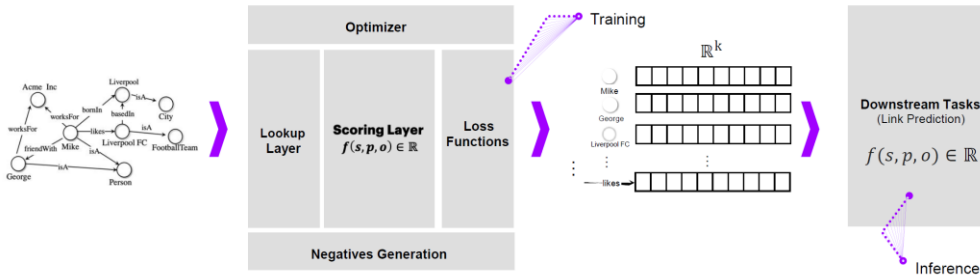 Acme Inc
Liverpool
isA
City
bornIn
basedIn
worksFor
worksFor
likes
isA
Mike
Liverpool FC
FootballTeam
friendWith
isA
George
isA
Person
Optimizer
Lookup
Layer
Scoring Layer
f(s, p, o) ∈ ℝ
Loss
Functions
Negatives Generation
Training
ℝᵏ
Mike
George
Liverpool FC
⋮
⋮
⋮
likes
Downstream Tasks
(Link Prediction)
f(s, p, o) ∈ ℝ
Inference